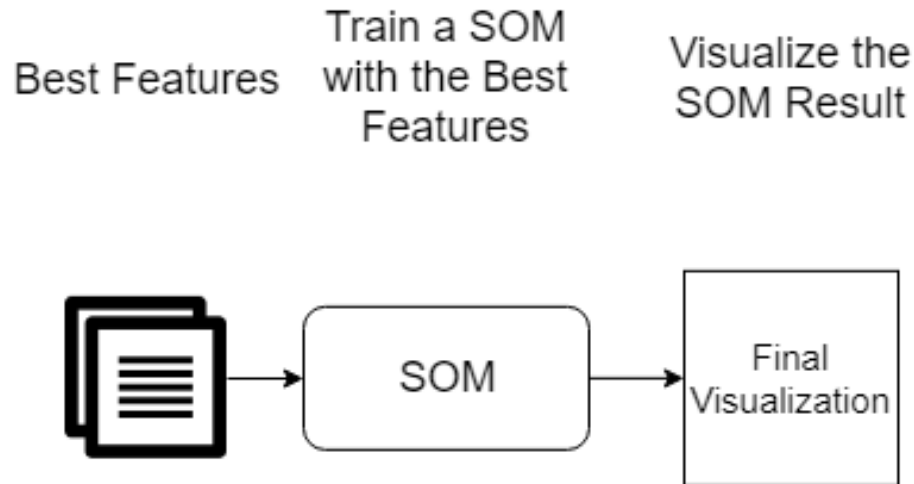 Best Features
Train a SOM
with the Best
Features
Visualize the
SOM Result
SOM
Final
Visualization